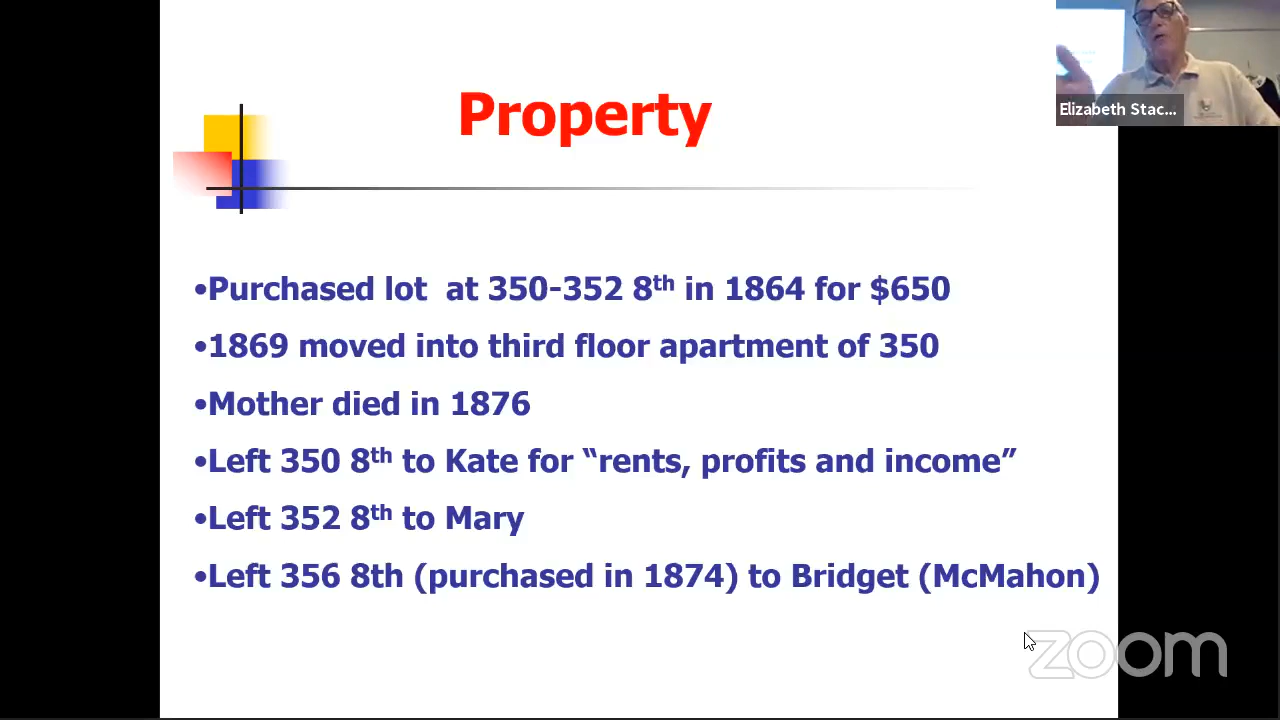 Property
Elizabeth Stac...
•Purchased lot at 350-352 8th in 1864 for $650
•1869 moved into third floor apartment of 350
•Mother died in 1876
•Left 350 8th to Kate for “rents, profits and income”
•Left 352 8th to Mary
•Left 356 8th (purchased in 1874) to Bridget (McMahon)
zoom